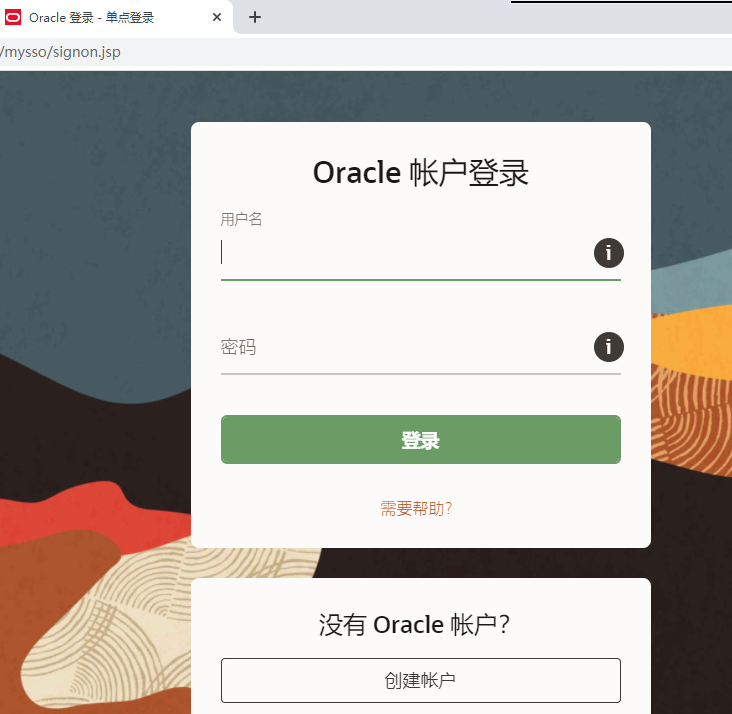 Oracle 登录 - 单点登录
/mysso/signon.jsp
Oracle 帐户登录
用户名
密码
登录
需要帮助?
没有 Oracle 帐户?
创建帐户